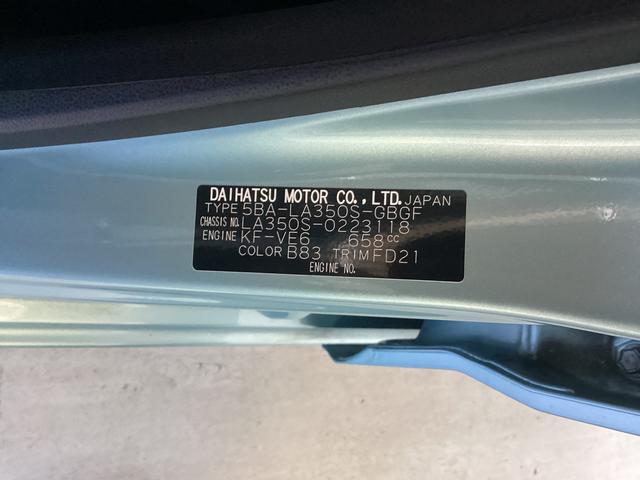 DAIHATSU MOTOR CO., LTD. JAPAN
TYPE 5BA-LA350S-GBGF
CHASSIS NO. LA350S-0223118
ENGINE KF-VE6 658cc
COLOR B83 TRIM FD21
ENGINE NO.